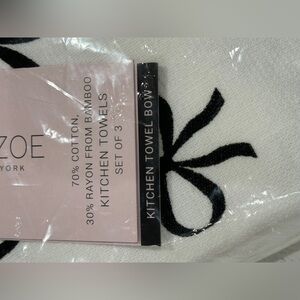 ZOE
YORK
70% COTTON,
30% RAYON FROM BAMBOO
KITCHEN TOWELS
SET OF 3
KITCHEN TOWEL BOW